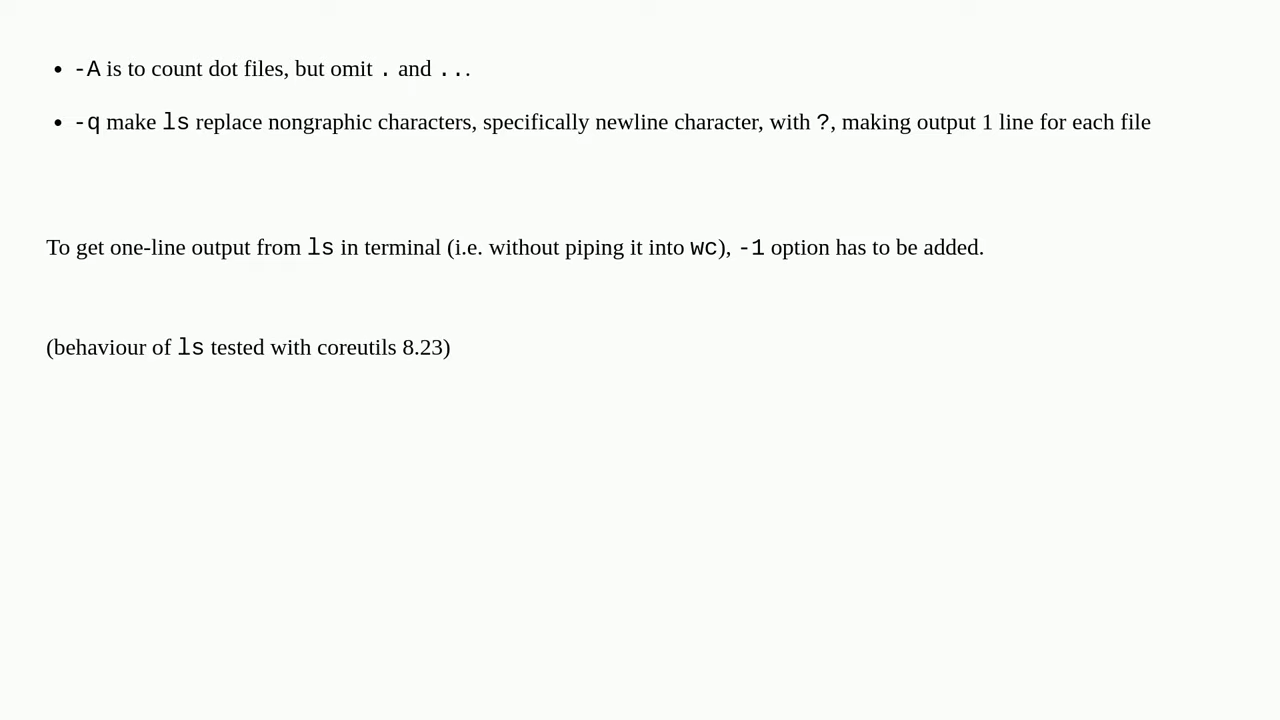 • -A is to count dot files, but omit . and ...
• -q make ls replace nongraphic characters, specifically newline character, with ?, making output 1 line for each file
To get one-line output from ls in terminal (i.e. without piping it into wc), -1 option has to be added.
(behaviour of ls tested with coreutils 8.23)